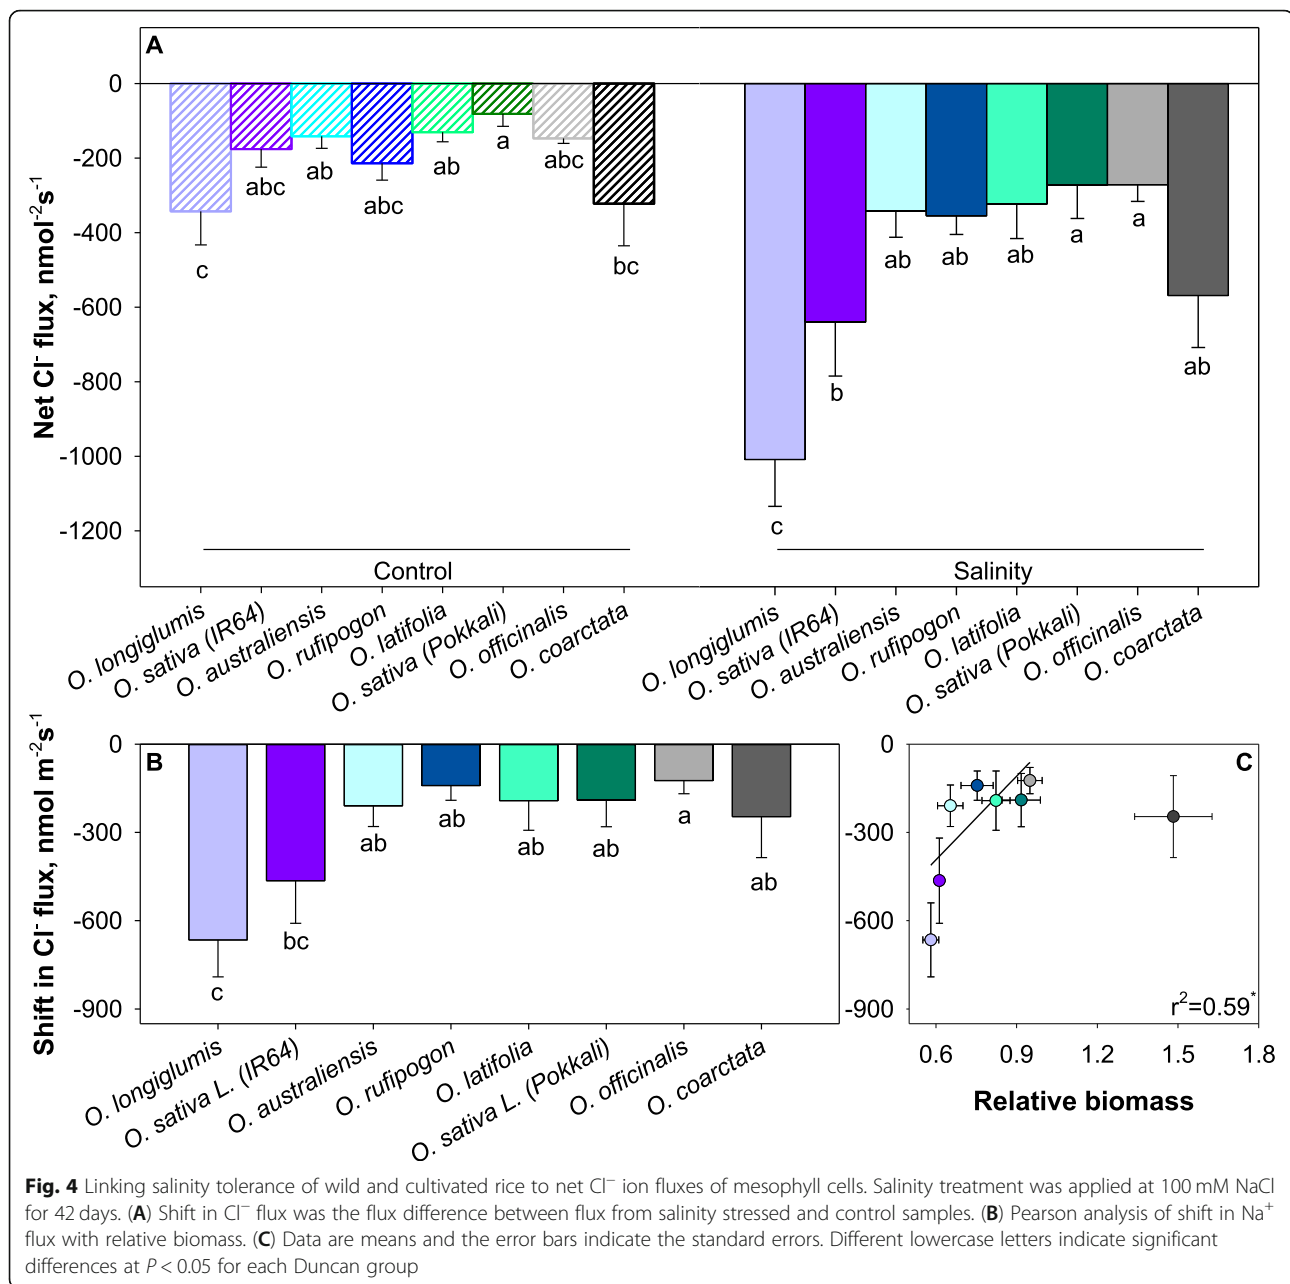 A
Net Cl⁻ flux, nmol⁻²s⁻¹
0
-200
-400
-600
-800
-1000
-1200
c
abc
ab
abc
ab
a
abc
bc
c
b
ab
ab
ab
a
a
ab
Control
Salinity
O. longiglumis
O. sativa (IR64)
O. australiensis
O. rufipogon
O. latifolia
O. sativa (Pokkali)
O. officinalis
O. coarctata
O. longiglumis
O. sativa (IR64)
O. australiensis
O. rufipogon
O. latifolia
O. sativa (Pokkali)
O. officinalis
O. coarctata
B
Shift in Cl⁻ flux, nmol m⁻²s⁻¹
0
-300
-600
-900
c
bc
ab
ab
ab
ab
a
ab
O. longiglumis
O. sativa L. (IR64)
O. australiensis
O. rufipogon
O. latifolia
O. sativa L. (Pokkali)
O. officinalis
O. coarctata
C
0
-300
-600
-900
r²=0.59*
0.6 0.9 1.2 1.5 1.8
Relative biomass
Fig. 4 Linking salinity tolerance of wild and cultivated rice to net Cl⁻ ion fluxes of mesophyll cells. Salinity treatment was applied at 100 mM NaCl
for 42 days. (A) Shift in Cl⁻ flux was the flux difference between flux from salinity stressed and control samples. (B) Pearson analysis of shift in Na⁺
flux with relative biomass. (C) Data are means and the error bars indicate the standard errors. Different lowercase letters indicate significant
differences at P < 0.05 for each Duncan group